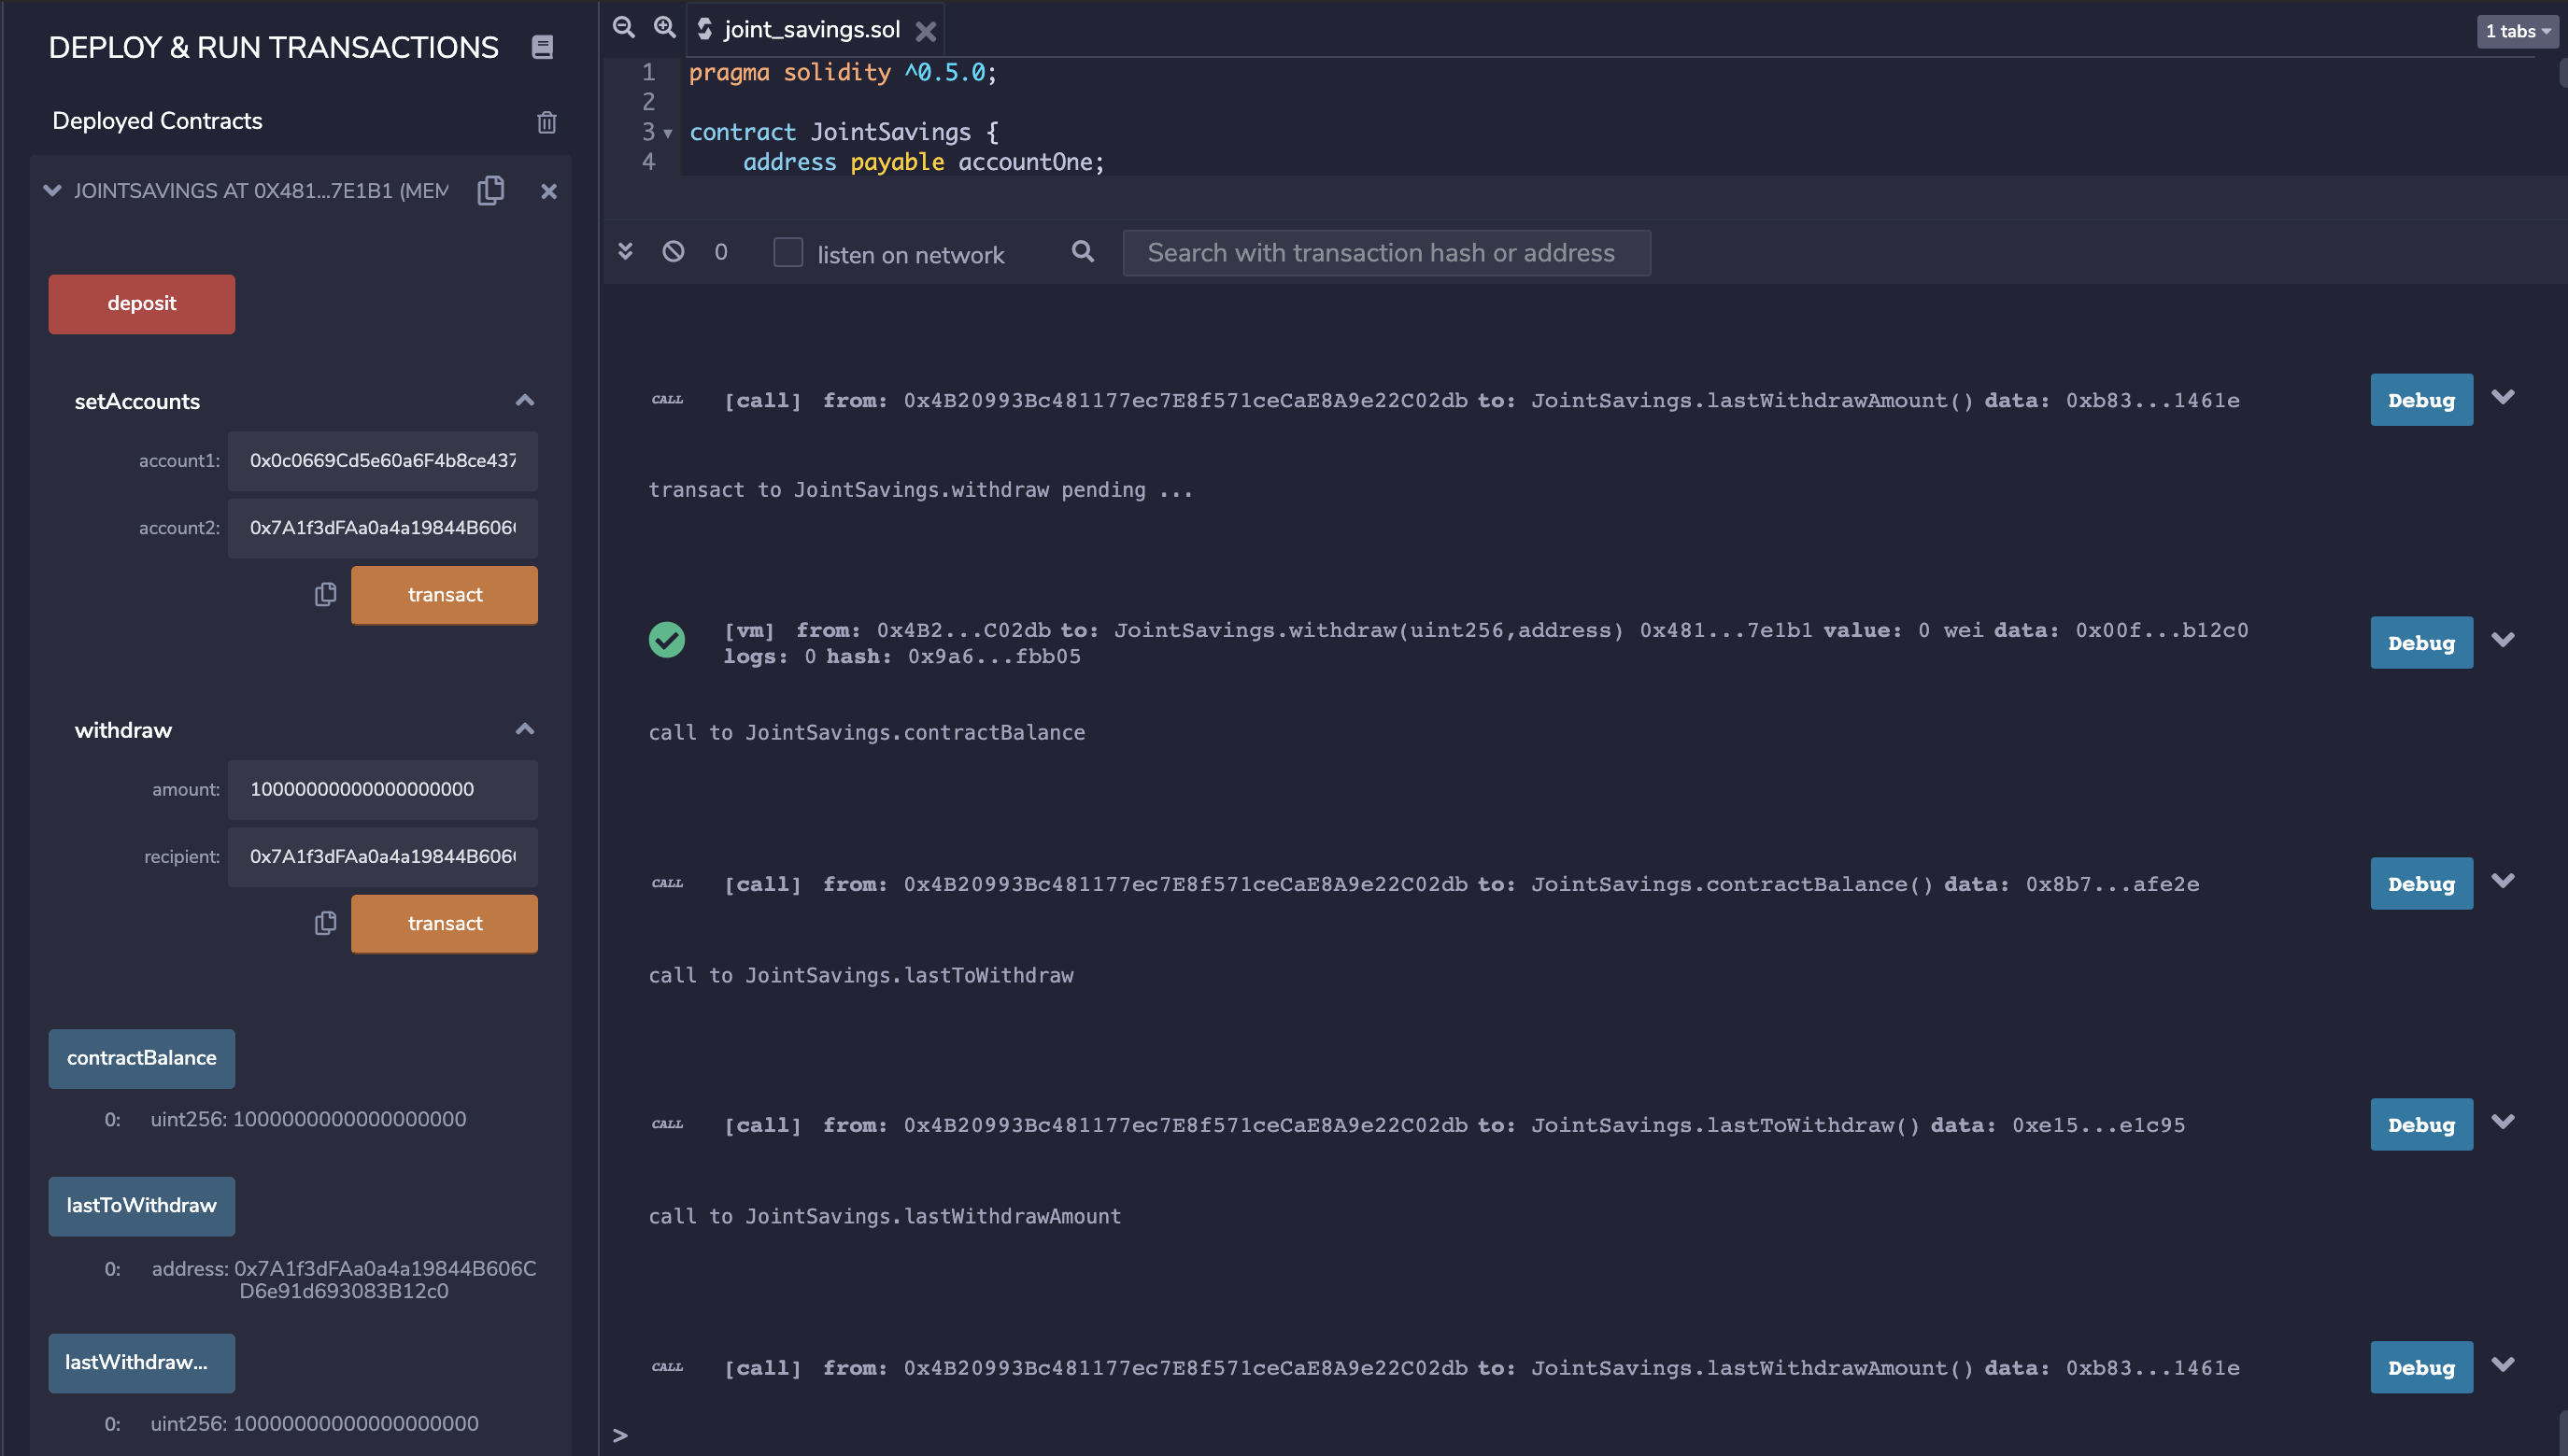 DEPLOY & RUN TRANSACTIONS
Deployed Contracts
JOINTSAVINGS AT 0X481...7E1B1 (MEM
deposit
setAccounts
account1: 0x0c0669Cd5e60a6F4b8ce437
account2: 0x7A1f3dFAa0a4a19844B606
transact
withdraw
amount: 10000000000000000000
recipient: 0x7A1f3dFAa0a4a19844B606
transact
contractBalance
0: uint256: 1000000000000000000
lastToWithdraw
0: address: 0x7A1f3dFAa0a4a19844B606C
D6e91d693083B12c0
lastWithdraw...
0: uint256: 10000000000000000000
joint_savings.sol
1 tabs
1 pragma solidity ^0.5.0;
2
3 contract JointSavings {
4 address payable accountOne;
0 listen on network Search with transaction hash or address
CALL [call] from: 0x4B20993Bc481177ec7E8f571ceCaE8A9e22C02db to: JointSavings.lastWithdrawAmount() data: 0xb83...1461e Debug
transact to JointSavings.withdraw pending ...
[vm] from: 0x4B2...C02db to: JointSavings.withdraw(uint256,address) 0x481...7e1b1 value: 0 wei data: 0x00f...b12c0
logs: 0 hash: 0x9a6...fbb05
Debug
call to JointSavings.contractBalance
CALL [call] from: 0x4B20993Bc481177ec7E8f571ceCaE8A9e22C02db to: JointSavings.contractBalance() data: 0x8b7...afe2e Debug
call to JointSavings.lastToWithdraw
CALL [call] from: 0x4B20993Bc481177ec7E8f571ceCaE8A9e22C02db to: JointSavings.lastToWithdraw() data: 0xe15...e1c95 Debug
call to JointSavings.lastWithdrawAmount
CALL [call] from: 0x4B20993Bc481177ec7E8f571ceCaE8A9e22C02db to: JointSavings.lastWithdrawAmount() data: 0xb83...1461e Debug
>